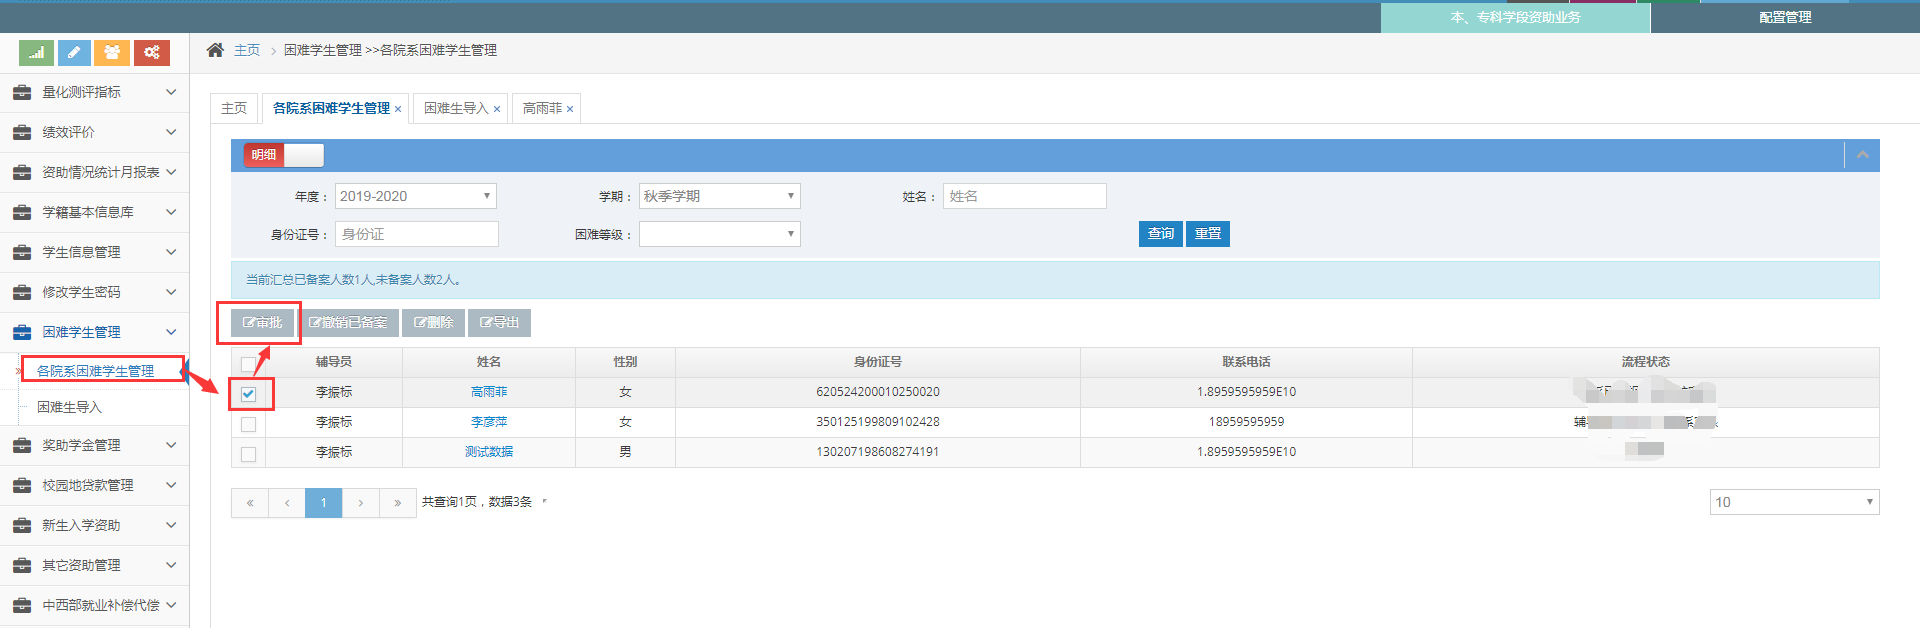 本、专科学段资助业务 配置管理
主页 > 困难学生管理 >>各院系困难学生管理
量化测评指标
绩效评价
资助情况统计月报表
学籍基本信息库
学生信息管理
修改学生密码
困难学生管理
各院系困难学生管理
困难生导入
奖助学金管理
校园地贷款管理
新生入学资助
其它资助管理
中西部就业补偿代偿
主页 各院系困难学生管理 × 困难生导入 × 高雨菲 ×
明细
年度： 2019-2020 学期： 秋季学期 姓名： 姓名
身份证号： 身份证 困难等级： 查询 重置
当前汇总已备案人数1人,未备案人数2人。
审批 撤销已备案 删除 导出
辅导员 姓名 性别 身份证号 联系电话 流程状态
李振标 高雨菲 女 620524200010250020 1.8959595959E10
李振标 李彦萍 女 350125199809102428 18959595959 辅
李振标 测试数据 男 130207198608274191 1.8959595959E10
« ‹ 1 › » 共查询1页，数据3条 10